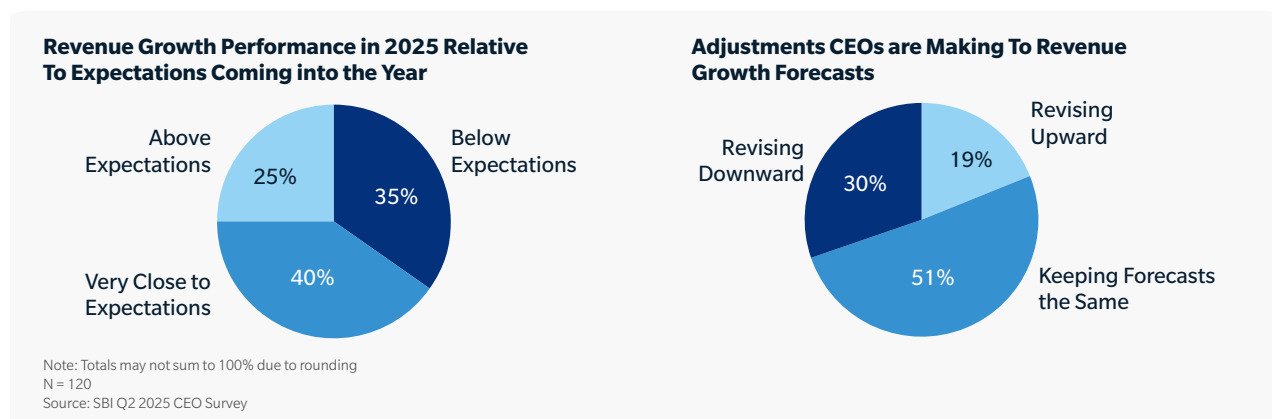 Revenue Growth Performance in 2025 Relative
To Expectations Coming into the Year
Above
Expectations
25%
Below
Expectations
35%
Very Close to
Expectations
40%
Note: Totals may not sum to 100% due to rounding
N = 120
Source: SBI Q2 2025 CEO Survey
Adjustments CEOs are Making To Revenue
Growth Forecasts
Revising
Upward
19%
Revising
Downward
30%
51%
Keeping Forecasts
the Same